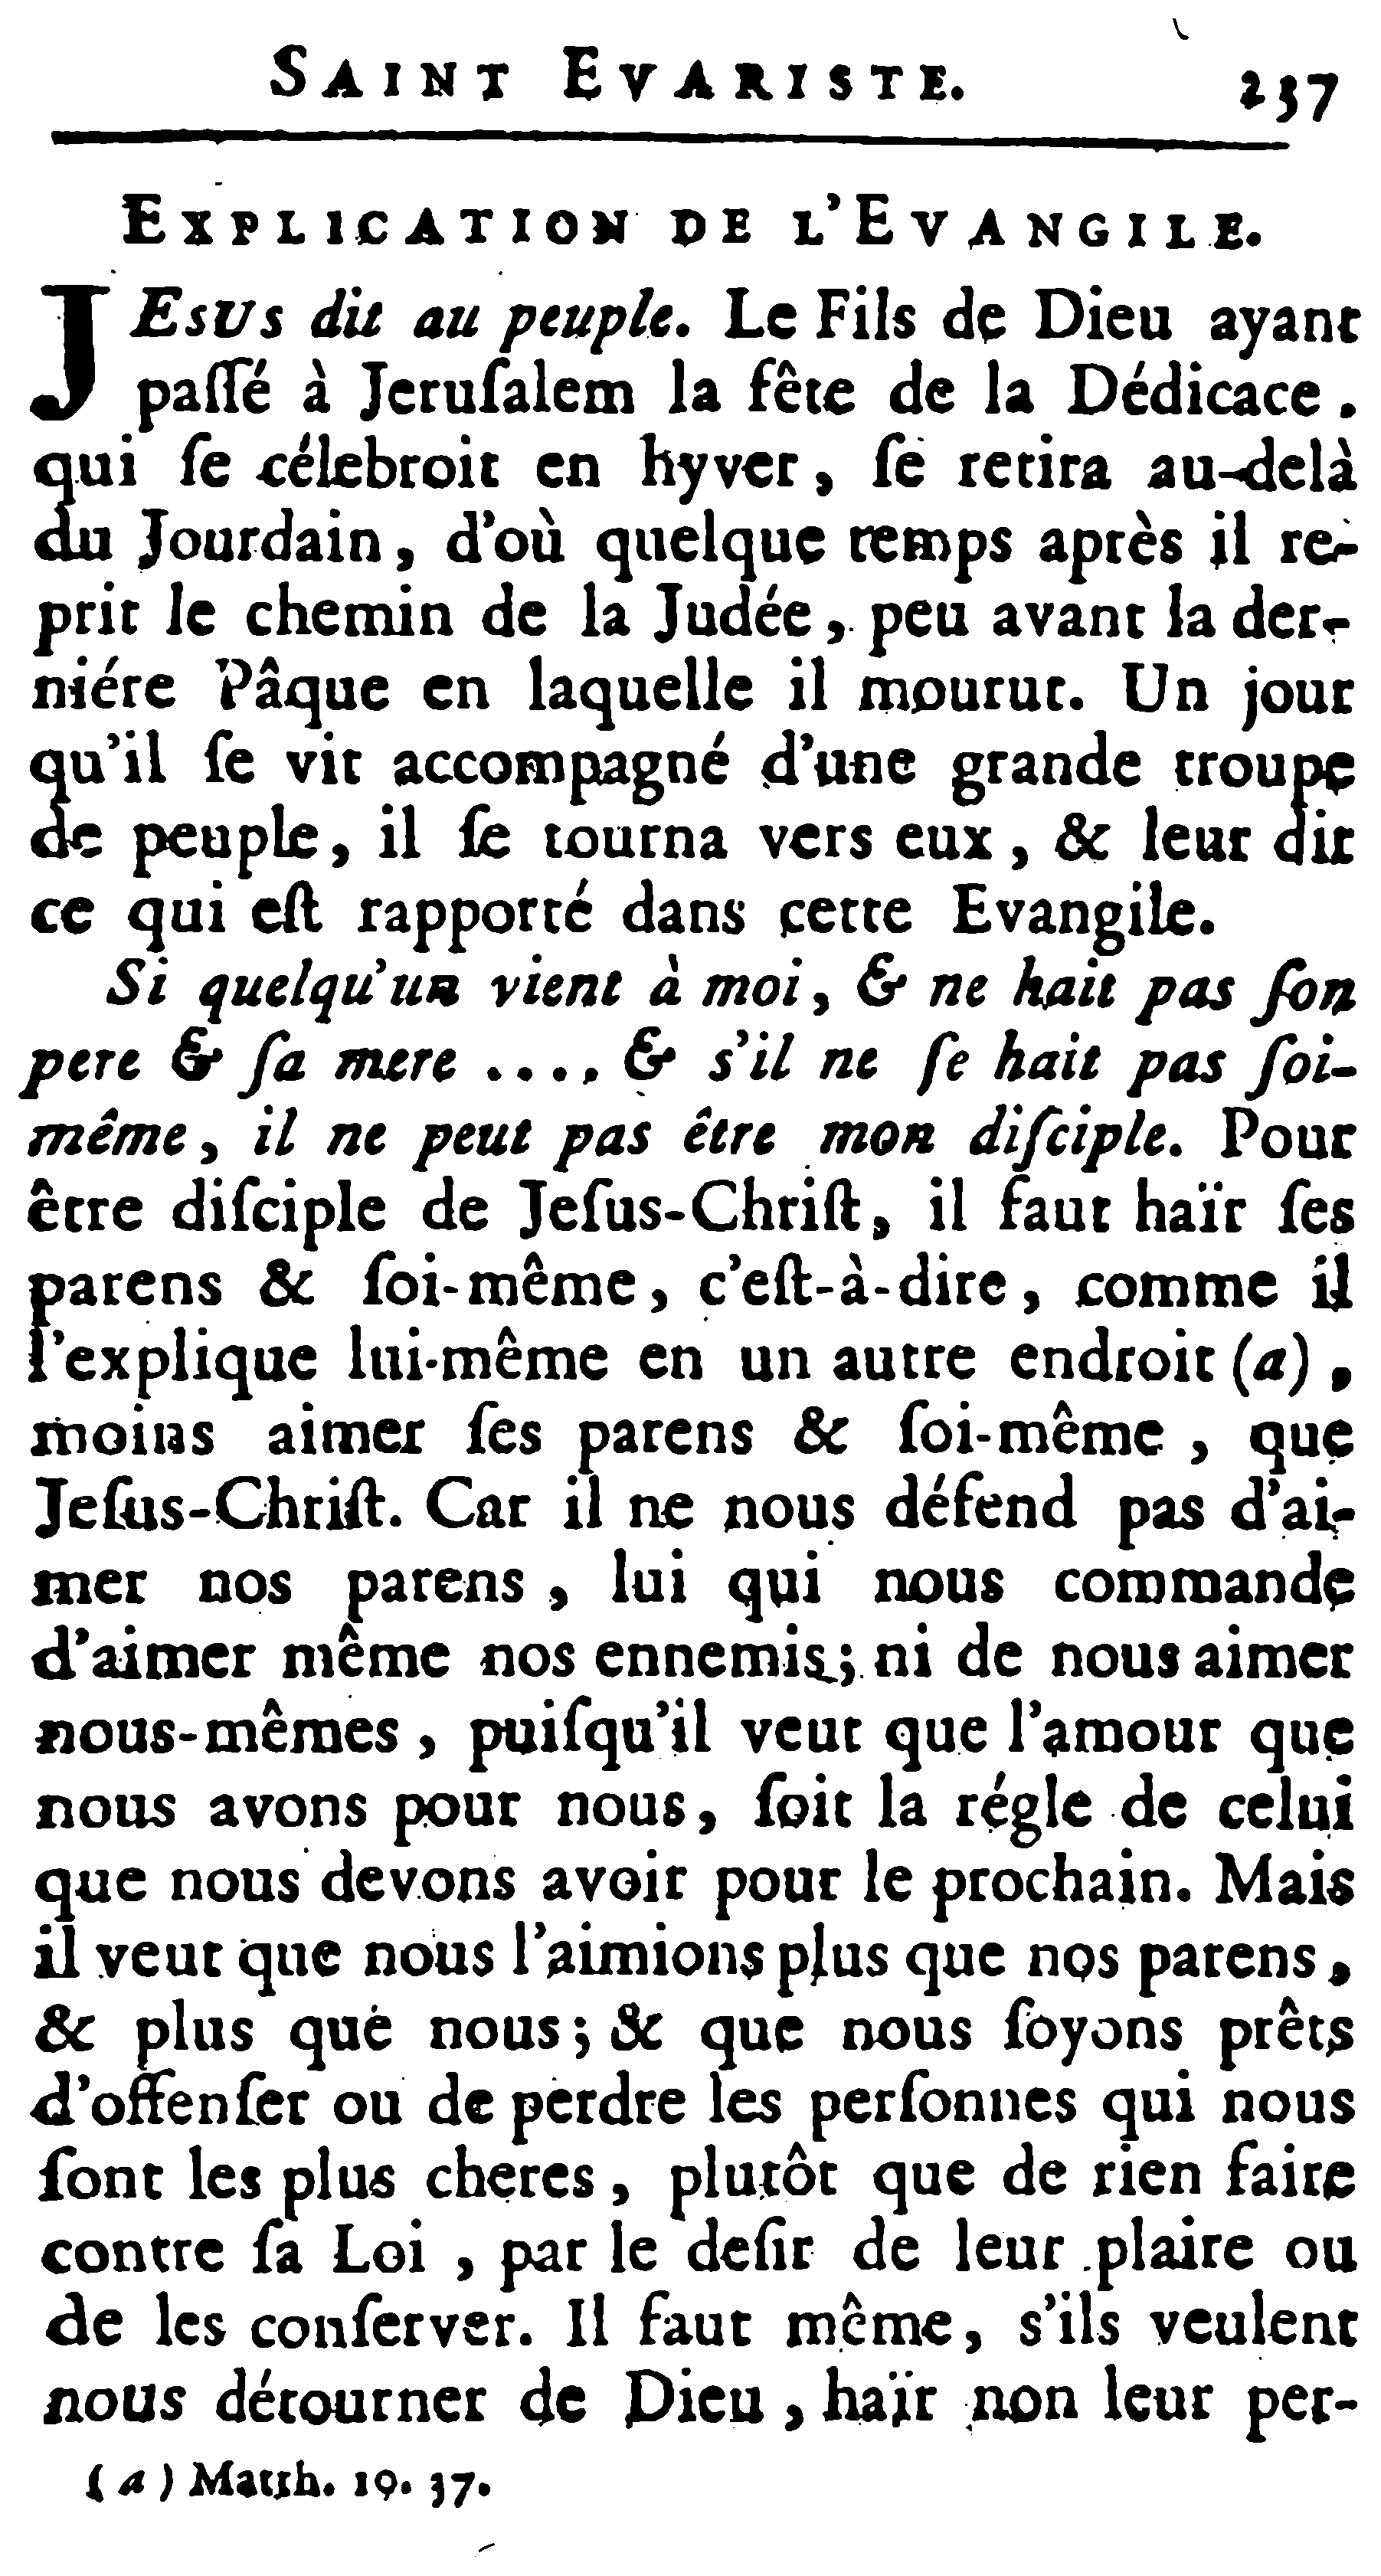 SAINT EVARISTE. 237
EXPLICATION DE L'EVANGILE.
JEsus dit au peuple. Le Fils de Dieu ayant
paſſé à Jeruſalem la fête de la Dédicace.
qui ſe célebroit en hyver, ſe retira au-delà
du Jourdain, d'où quelque temps après il re-
prit le chemin de la Judée, peu avant la der-
niére Pâque en laquelle il mourut. Un jour
qu'il ſe vit accompagné d'une grande troupe
de peuple, il ſe tourna vers eux, & leur dit
ce qui eſt rapporté dans cette Evangile.
Si quelqu'un vient à moi, & ne hait pas ſon
pere & ſa mere .... & s'il ne ſe hait pas ſoi-
même, il ne peut pas être mon diſciple. Pour
être diſciple de Jeſus-Chriſt, il faut haïr ſes
parens & ſoi-même, c'eſt-à-dire, comme il
l'explique lui-même en un autre endroit (a),
moins aimer ſes parens & ſoi-même, que
Jeſus-Chriſt. Car il ne nous défend pas d'ai-
mer nos parens, lui qui nous commande
d'aimer même nos ennemis; ni de nous aimer
nous-mêmes, puiſqu'il veut que l'amour que
nous avons pour nous, ſoit la régle de celui
que nous devons avoir pour le prochain. Mais
il veut que nous l'aimions plus que nos parens,
& plus que nous; & que nous ſoyons prêts
d'offenſer ou de perdre les perſonnes qui nous
ſont les plus cheres, plutôt que de rien faire
contre ſa Loi, par le deſir de leur plaire ou
de les conſerver. Il faut même, s'ils veulent
nous détourner de Dieu, haïr non leur per-
(a) Matth. 10. 37.